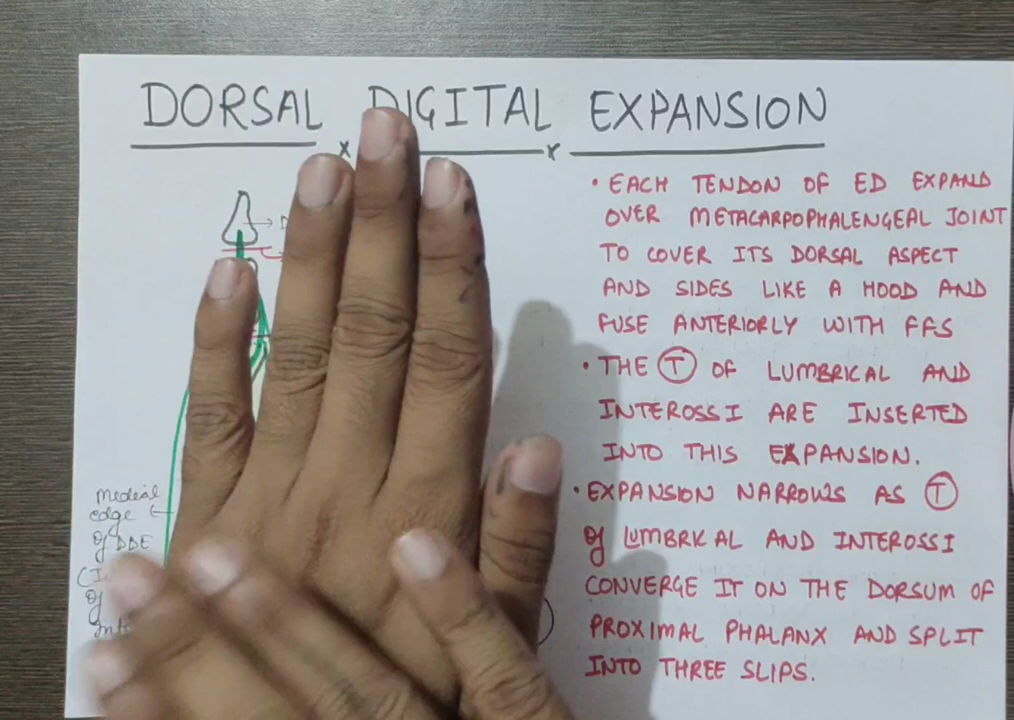 DORSAL DIGITAL EXPANSION
• EACH TENDON OF ED EXPAND
OVER METACARPOPHALENGEAL JOINT
TO COVER ITS DORSAL ASPECT
AND SIDES LIKE A HOOD AND
FUSE ANTERIORLY WITH FFS
• THE T OF LUMBRICAL AND
INTEROSSI ARE INSERTED
INTO THIS EXPANSION.
• EXPANSION NARROWS AS T
of LUMBRICAL AND INTEROSSI
CONVERGE IT ON THE DORSUM OF
PROXIMAL PHALANX AND SPLIT
INTO THREE SLIPS.
Medial
edge
of DDE
of